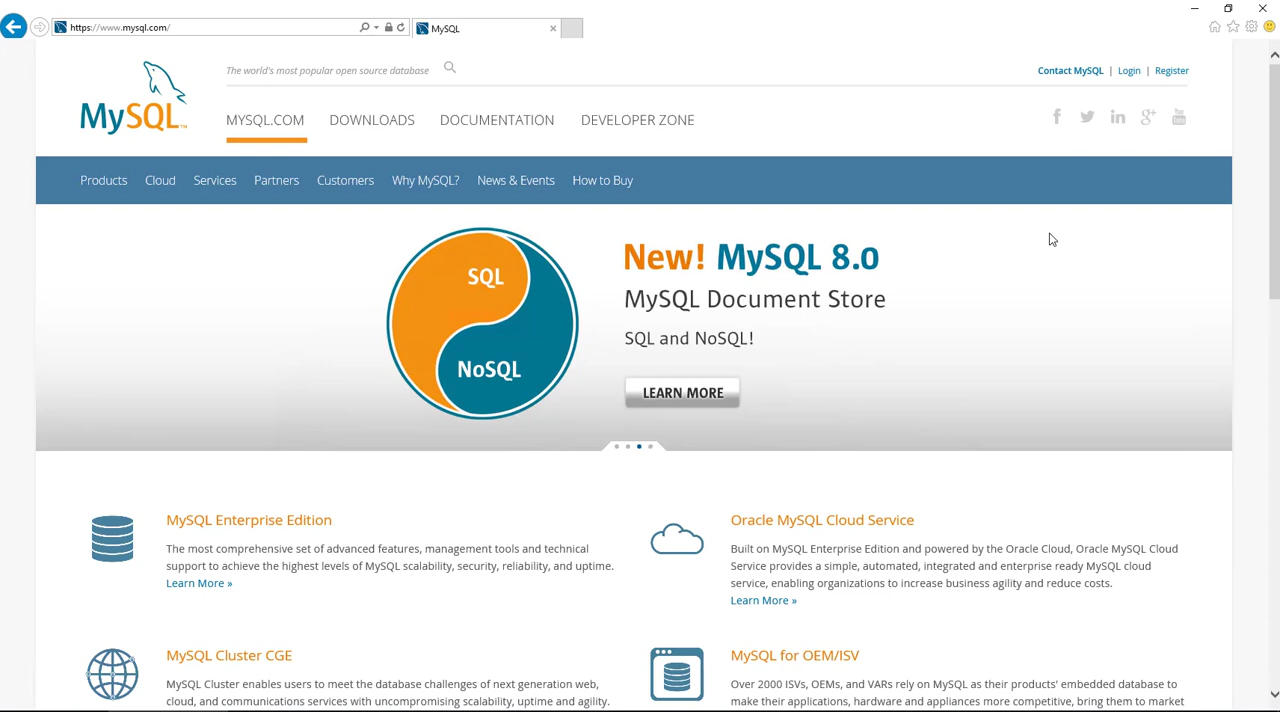 https://www.mysql.com/
MySQL
The world's most popular open source database
Contact MySQL | Login | Register
MySQL™
MYSQL.COM DOWNLOADS DOCUMENTATION DEVELOPER ZONE
You Tube
Products Cloud Services Partners Customers Why MySQL? News & Events How to Buy
SQL
NoSQL
New! MySQL 8.0
MySQL Document Store
SQL and NoSQL!
LEARN MORE
MySQL Enterprise Edition
The most comprehensive set of advanced features, management tools and technical
support to achieve the highest levels of MySQL scalability, security, reliability, and uptime.
Learn More »
Oracle MySQL Cloud Service
Built on MySQL Enterprise Edition and powered by the Oracle Cloud, Oracle MySQL Cloud
Service provides a simple, automated, integrated and enterprise ready MySQL cloud
service, enabling organizations to increase business agility and reduce costs.
Learn More »
MySQL Cluster CGE
MySQL Cluster enables users to meet the database challenges of next generation web,
cloud, and communications services with uncompromising scalability, uptime and agility.
MySQL for OEM/ISV
Over 2000 ISVs, OEMs, and VARs rely on MySQL as their products' embedded database to
make their applications, hardware and appliances more competitive, bring them to market